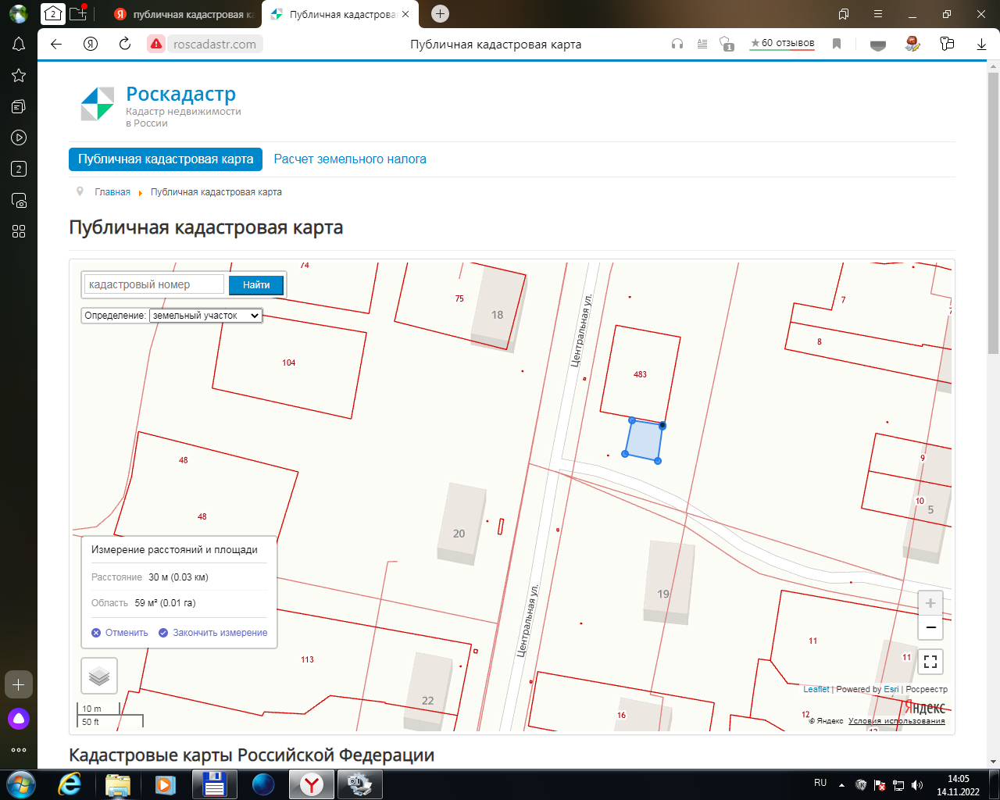 2
публичная кадастровая ка
Публичная кадастрова
roscadastr.com
Публичная кадастровая карта
1
60 отзывов
Роскадастр
Кадастр недвижимости
в России
Публичная кадастровая карта
Расчет земельного налога
2
Главная
Публичная кадастровая карта
Публичная кадастровая карта
кадастровый номер
Найти
Определение:
земельный участок
74
75
18
104
Центральная ул.
483
7
8
48
48
20
9
10
5
19
Измерение расстояний и площади
Расстояние 30 м (0.03 км)
Область 59 м² (0.01 га)
Отменить
Закончить измерение
+
−
Центральная ул.
113
22
16
11
11
12
Leaflet | Powered by Esri | Росреестр
Яндекс
© Яндекс Условия использования
10 m
50 ft
Кадастровые карты Российской Федерации
RU
14:05
14.11.2022